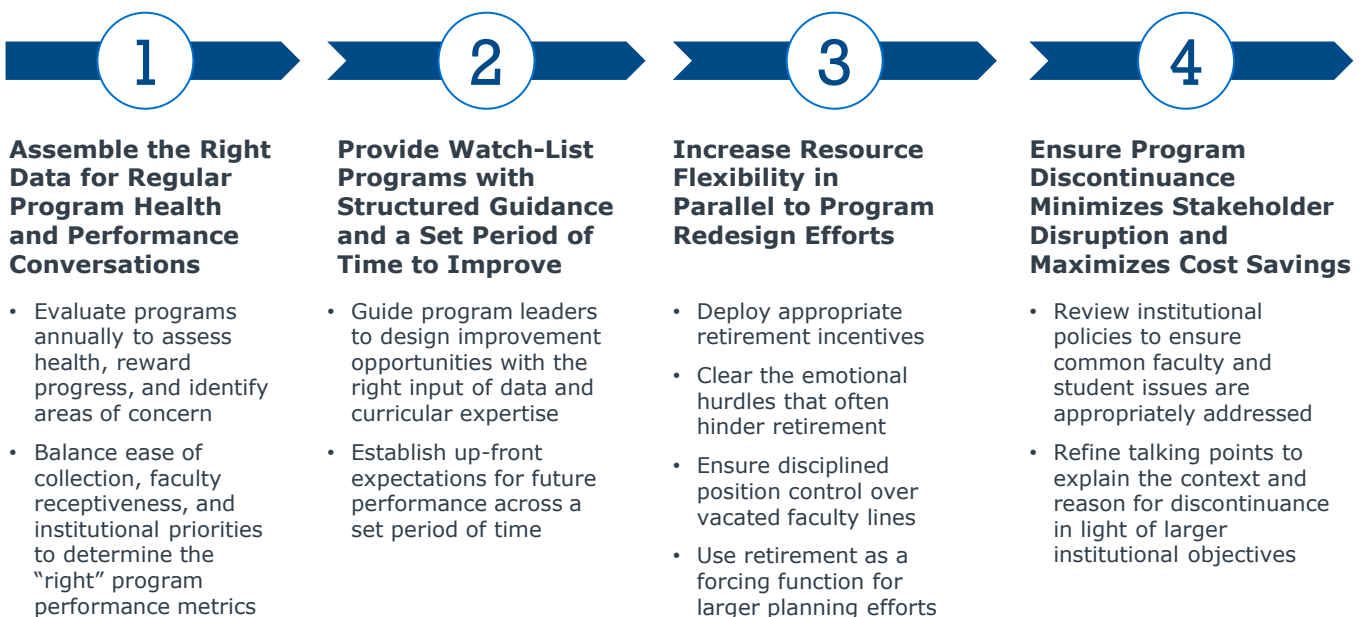 1
Assemble the Right
Data for Regular
Program Health
and Performance
Conversations
• Evaluate programs
annually to assess
health, reward
progress, and identify
areas of concern
• Balance ease of
collection, faculty
receptiveness, and
institutional priorities
to determine the
“right” program
performance metrics
2
Provide Watch-List
Programs with
Structured Guidance
and a Set Period of
Time to Improve
• Guide program leaders
to design improvement
opportunities with the
right input of data and
curricular expertise
• Establish up-front
expectations for future
performance across a
set period of time
3
Increase Resource
Flexibility in
Parallel to Program
Redesign Efforts
• Deploy appropriate
retirement incentives
• Clear the emotional
hurdles that often
hinder retirement
• Ensure disciplined
position control over
vacated faculty lines
• Use retirement as a
forcing function for
larger planning efforts
4
Ensure Program
Discontinuance
Minimizes Stakeholder
Disruption and
Maximizes Cost Savings
• Review institutional
policies to ensure
common faculty and
student issues are
appropriately addressed
• Refine talking points to
explain the context and
reason for discontinuance
in light of larger
institutional objectives